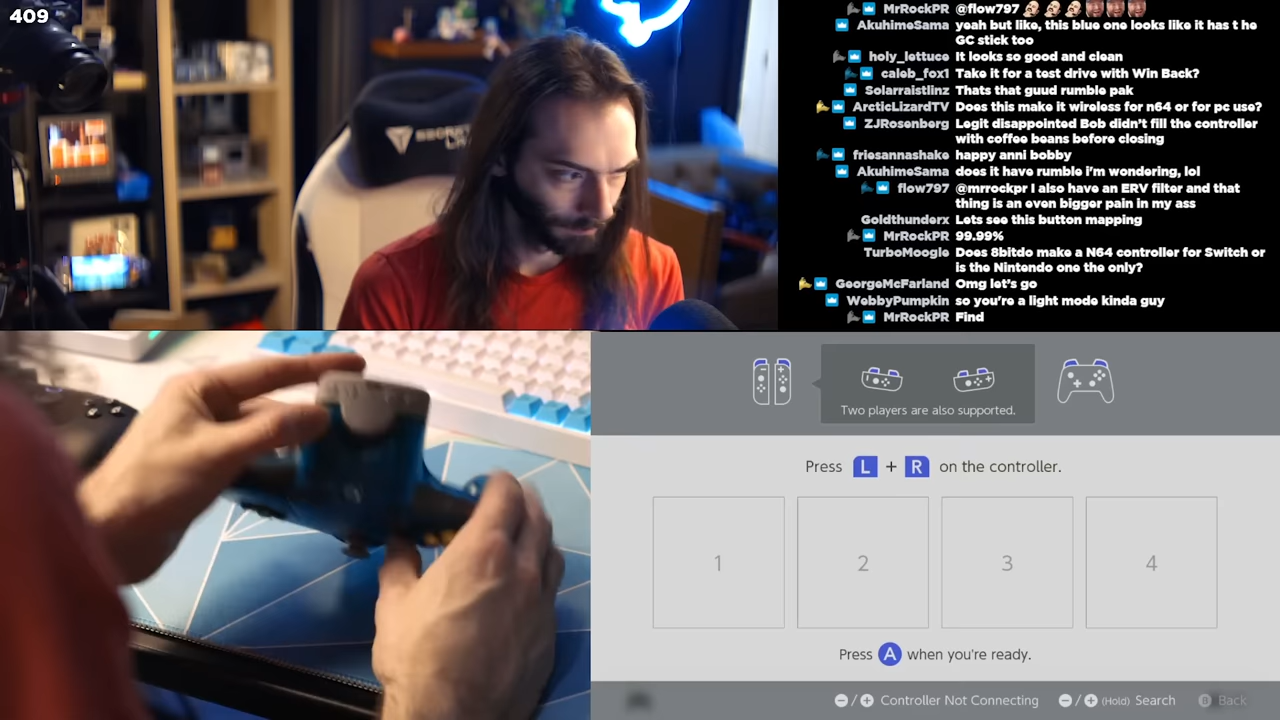 409
MrRockPR @flow797
AkuhimeSama yeah but like, this blue one looks like it has t he
GC stick too
holy_lettuce It looks so good and clean
caleb_fox1 Take it for a test drive with Win Back?
Solarraistlinz Thats that guud rumble pak
ArcticLizardTV Does this make it wireless for n64 or for pc use?
ZJRosenberg Legit disappointed Bob didn't fill the controller
with coffee beans before closing
friesannashake happy anni bobby
AkuhimeSama does it have rumble i'm wondering, lol
flow797 @mrrockpr I also have an ERV filter and that
thing is an even bigger pain in my ass
Goldthunderx Lets see this button mapping
MrRockPR 99.99%
TurboMoogle Does 8bitdo make a N64 controller for Switch or
is the Nintendo one the only?
GeorgeMcFarland Omg let's go
WebbyPumpkin so you're a light mode kinda guy
MrRockPR Find
Two players are also supported.
Press L + R on the controller.
1 2 3 4
Press A when you're ready.
Controller Not Connecting (Hold) Search B Back